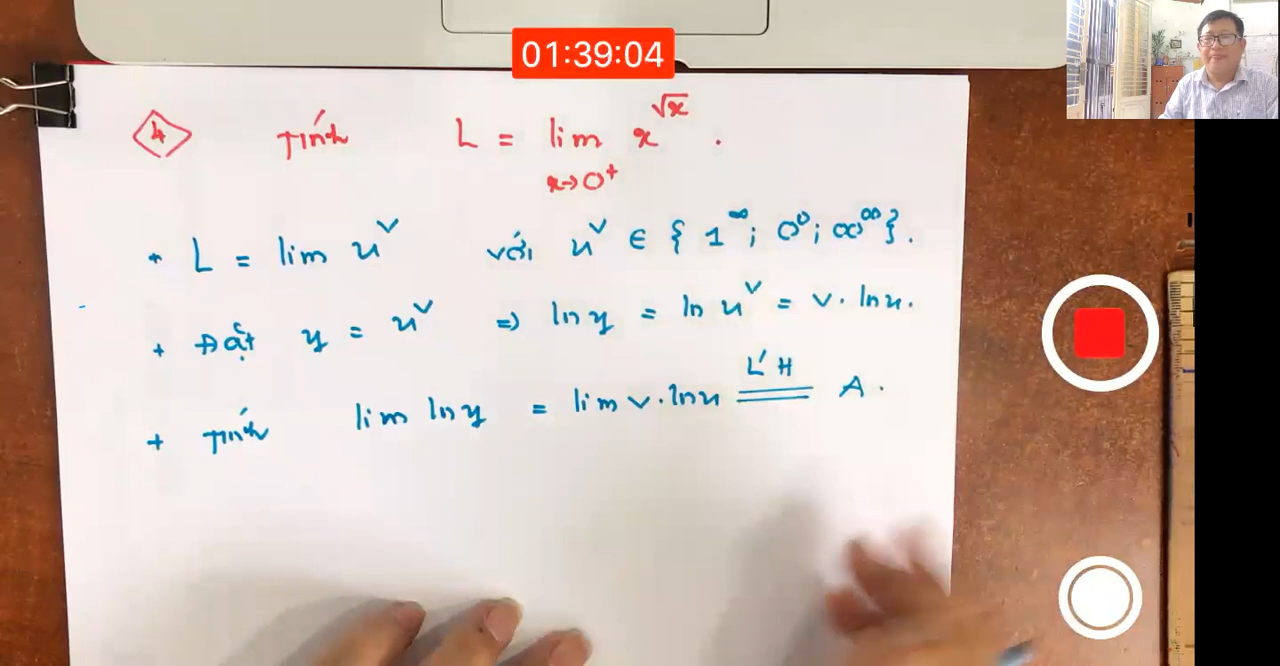 01:39:04
4 Tính L = lim x^√x .
x→0⁺
+ L = lim u^v với u^v ∈ { 1^∞ ; 0^0 ; ∞^∞ } .
+ Đặt y = u^v ⇒ ln y = ln u^v = v . ln u .
+ Tính lim ln y = lim v . ln u L'H = A .